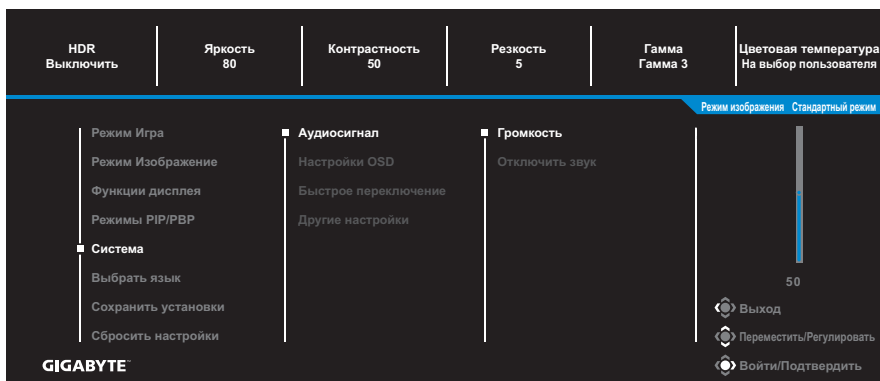 HDR
Выключить
Яркость
80
Контрастность
50
Резкость
5
Гамма
Гамма 3
Цветовая температура
На выбор пользователя
Режим изображения Стандартный режим
Режим Игра
Режим Изображение
Функции дисплея
Режимы PIP/PBP
Система
Выбрать язык
Сохранить установки
Сбросить настройки
Аудиосигнал
Настройки OSD
Быстрое переключение
Другие настройки
Громкость
Отключить звук
50
Выход
Переместить/Регулировать
Войти/Подтвердить
GIGABYTE™